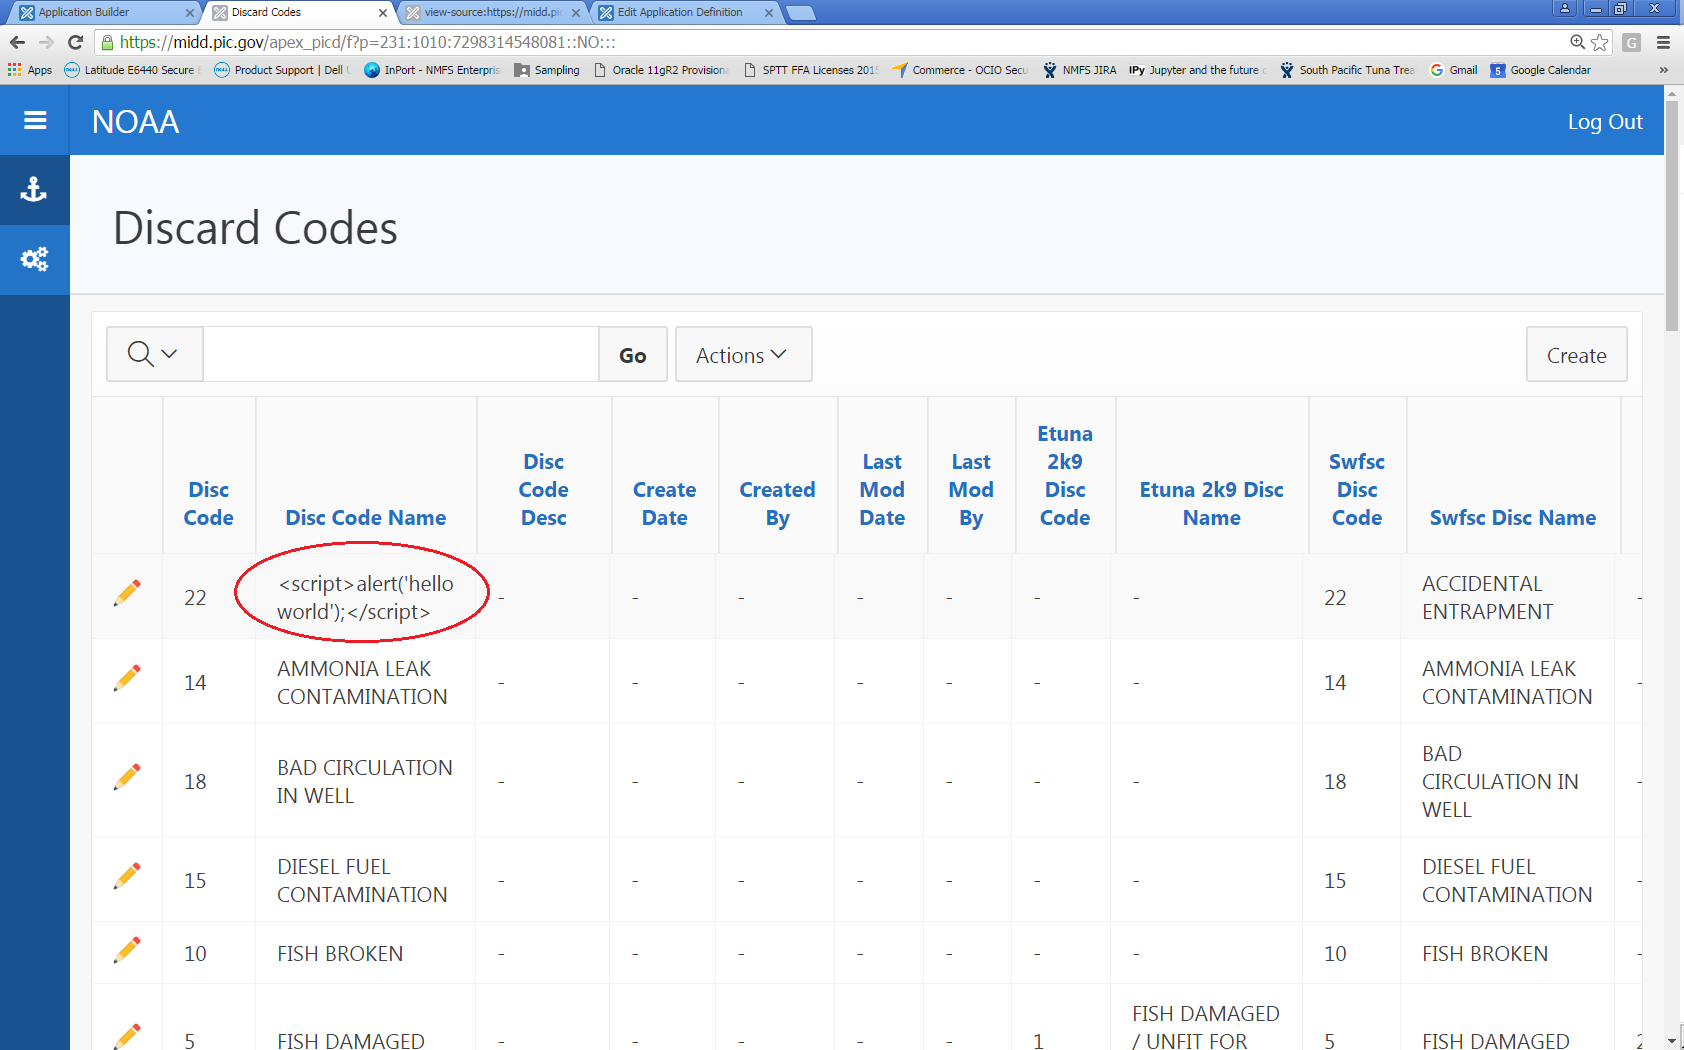 Application Builder
Discard Codes
view-source:https://midd.pic
Edit Application Definition
https://midd.pic.gov/apex_picd/f?p=231:1010:7298314548081::NO:::
G
Apps
Latitude E6440 Secure
Product Support | Dell
InPort - NMFS Enterpris
Sampling
Oracle 11gR2 Provisiona
SPTT FFA Licenses 2015
Commerce - OCIO Secu
NMFS JIRA
IPy Jupyter and the future
South Pacific Tuna Trea
Gmail
5 Google Calendar
»
NOAA
Log Out
Discard Codes
Go
Actions
Create
Disc
Code
Disc Code Name
Disc
Code
Desc
Create
Date
Created
By
Last
Mod
Date
Last
Mod
By
Etuna
2k9
Disc
Code
Etuna 2k9 Disc
Name
Swfsc
Disc
Code
Swfsc Disc Name
22
<script>alert('hello
world');</script>
- - - - - - -
22
ACCIDENTAL
ENTRAPMENT
-
14
AMMONIA LEAK
CONTAMINATION
- - - - - - -
14
AMMONIA LEAK
CONTAMINATION
-
18
BAD CIRCULATION
IN WELL
- - - - - - -
18
BAD
CIRCULATION IN
WELL
-
15
DIESEL FUEL
CONTAMINATION
- - - - - - -
15
DIESEL FUEL
CONTAMINATION
-
10
FISH BROKEN
- - - - - - -
10
FISH BROKEN
-
5
FISH DAMAGED
- - - - -
1
FISH DAMAGED
/ UNFIT FOR
5
FISH DAMAGED